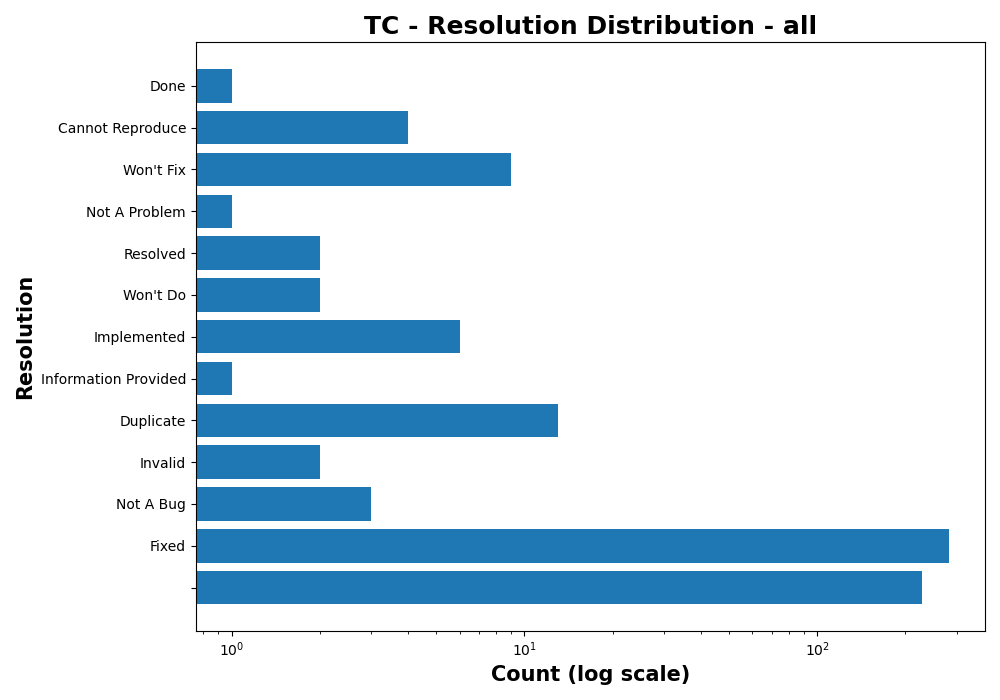 TC - Resolution Distribution - all
Done
Cannot Reproduce
Won't Fix
Not A Problem
Resolved
Won't Do
Implemented
Information Provided
Duplicate
Invalid
Not A Bug
Fixed
Resolution
10⁰ 10¹ 10²
Count (log scale)